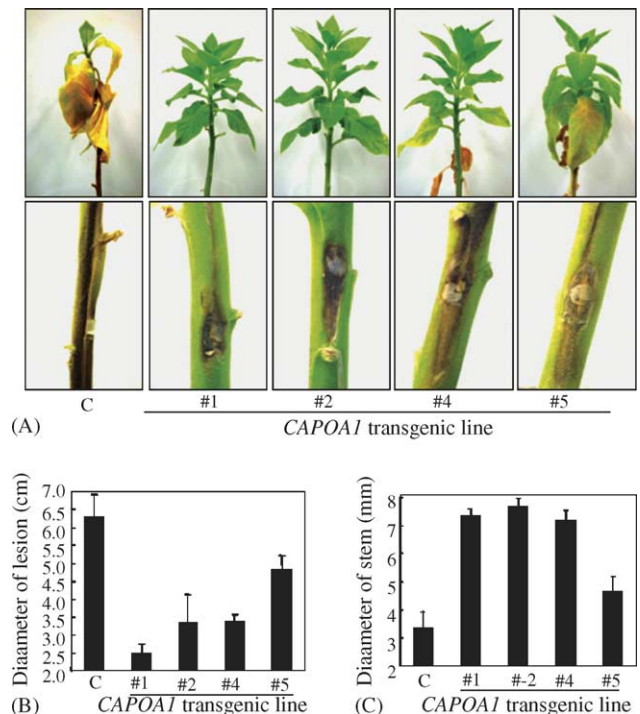 C #1 #2 #4 #5
(A) CAPOA1 transgenic line
Diaameter of lesion (cm)
7.0
6.5
6.0
5.5
5.0
4.5
4.0
3.5
3.0
2.5
2.0
C #1 #2 #4 #5
(B) CAPOA1 transgenic line
Diaameter of stem (mm)
8
7
6
5
4
3
2
C #1 #-2 #4 #5
(C) CAPOA1 transgenic line